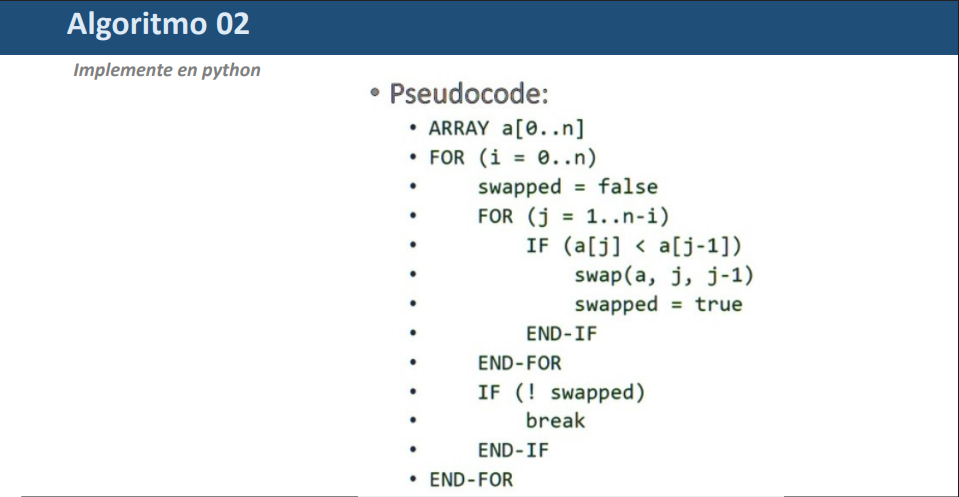 Algoritmo 02
Implemente en python
• Pseudocode:
• ARRAY a[0..n]
• FOR (i = 0..n)
•     swapped = false
•     FOR (j = 1..n-i)
•         IF (a[j] < a[j-1])
•             swap(a, j, j-1)
•             swapped = true
•         END-IF
•     END-FOR
•     IF (! swapped)
•         break
•     END-IF
• END-FOR